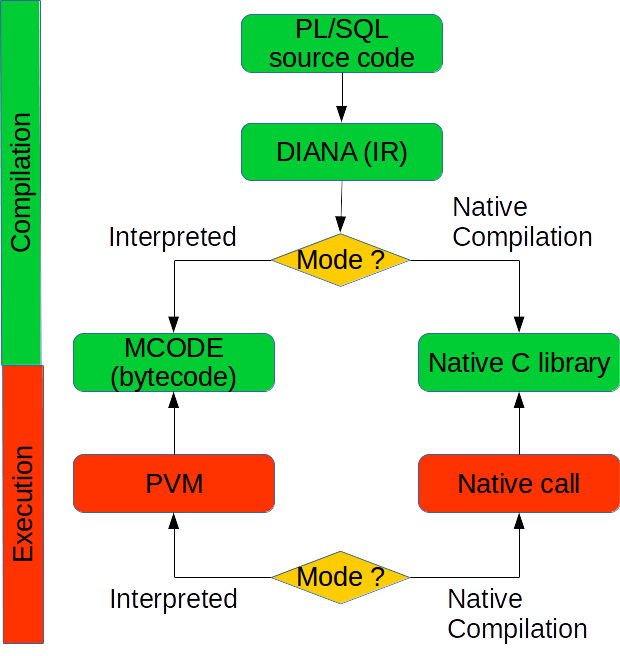 PL/SQL
source code
Compilation
DIANA (IR)
Interpreted
Native
Compilation
Mode ?
MCODE
(bytecode)
Native C library
Execution
PVM
Native call
Mode ?
Interpreted
Native
Compilation